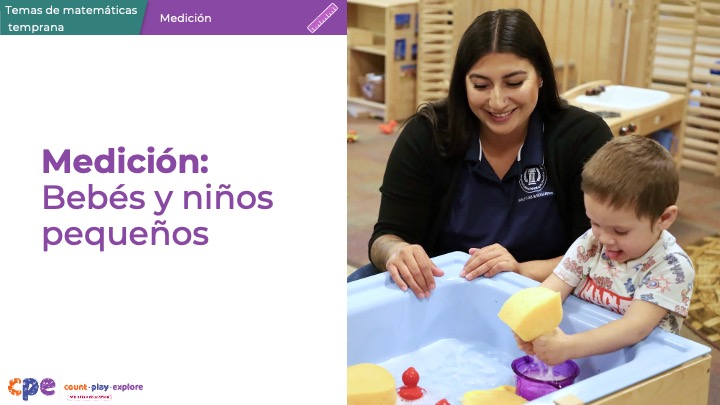 Temas de matemáticas
temprana
Medición
Medición:
Bebés y niños
pequeños
cpe
count · play · explore